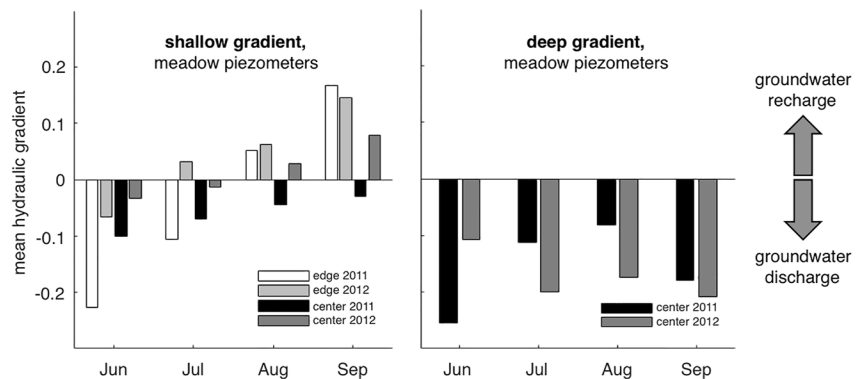 shallow gradient,
meadow piezometers
deep gradient,
meadow piezometers
mean hydraulic gradient
0.2
0.1
0
-0.1
-0.2
edge 2011
edge 2012
center 2011
center 2012
Jun Jul Aug Sep
center 2011
center 2012
Jun Jul Aug Sep
groundwater
recharge
groundwater
discharge